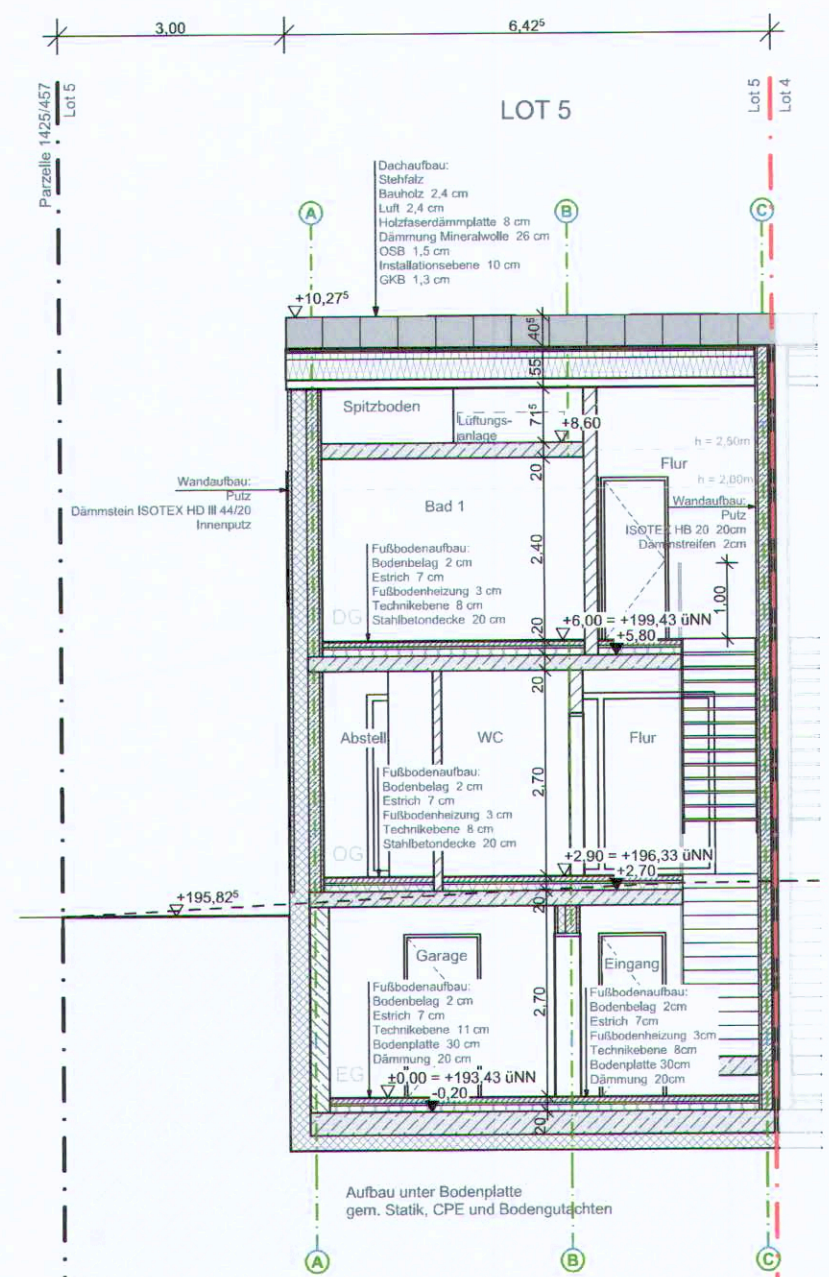 3,00
6,42⁵
Parzelle 1425/457
Lot 5
LOT 5
Lot 5
Lot 4
Dachaufbau:
Stehfalz
Bauholz 2,4 cm
Luft 2,4 cm
Holzfaserdämmplatte 8 cm
Dämmung Mineralwolle 26 cm
OSB 1,5 cm
Installationsebene 10 cm
GKB 1,3 cm
A
B
C
+10,27⁵
40⁵
55
Spitzboden
Lüftungs-
anlage
71⁵
+8,60
h = 2,50m
Flur
h = 2,00m
20
Wandaufbau:
Putz
Dämmstein ISOTEX HD III 44/20
Innenputz
Bad 1
Wandaufbau:
Putz
ISOTEX HB 20 20cm
Dämmstreifen 2cm
Fußbodenaufbau:
Bodenbelag 2 cm
Estrich 7 cm
Fußbodenheizung 3 cm
Technikebene 8 cm
Stahlbetondecke 20 cm
2,40
1,00
DG
+6,00 = +199,43 üNN
+5,80
20
20
Abstell
WC
Flur
Fußbodenaufbau:
Bodenbelag 2 cm
Estrich 7 cm
Fußbodenheizung 3 cm
Technikebene 8 cm
Stahlbetondecke 20 cm
2,70
OG
+2,90 = +196,33 üNN
+2,70
20
+195,82⁵
Garage
Eingang
Fußbodenaufbau:
Bodenbelag 2 cm
Estrich 7 cm
Technikebene 11 cm
Bodenplatte 30 cm
Dämmung 20 cm
2,70
Fußbodenaufbau:
Bodenbelag 2cm
Estrich 7cm
Fußbodenheizung 3cm
Technikebene 8cm
Bodenplatte 30cm
Dämmung 20cm
EG
±0,00 = +193,43 üNN
-0,20
20
Aufbau unter Bodenplatte
gem. Statik, CPE und Bodengutachten
A
B
C